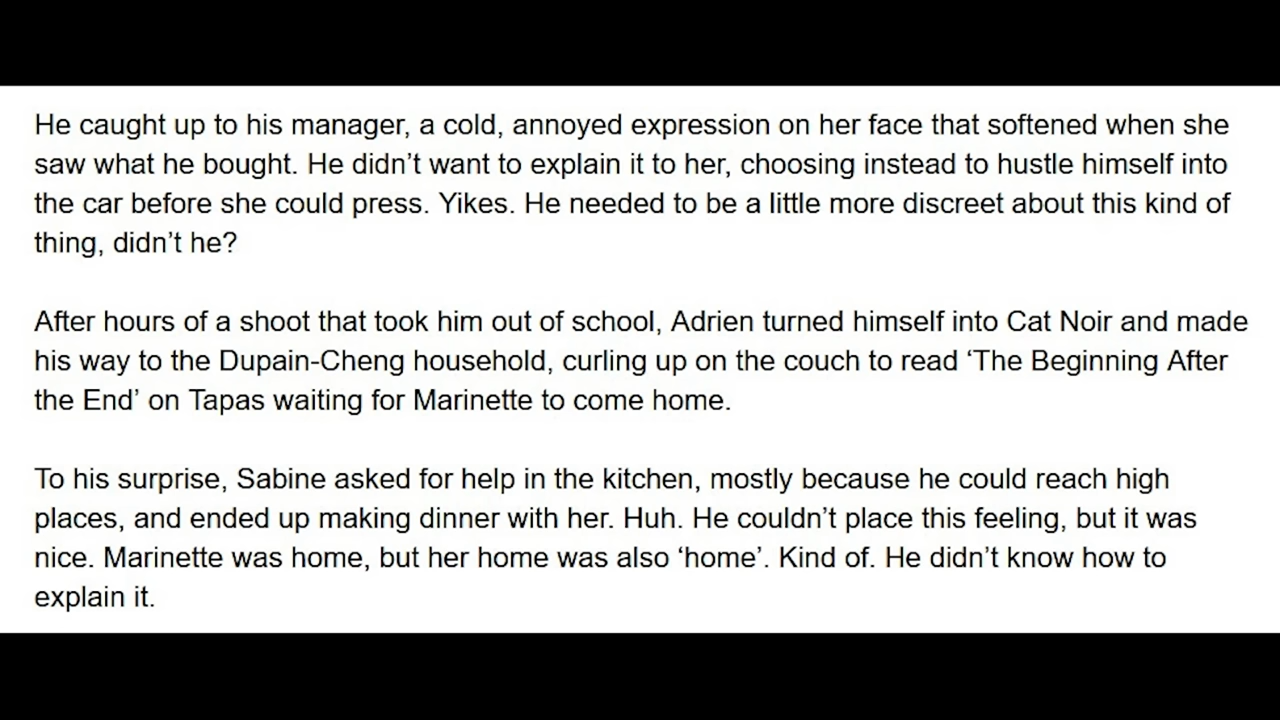 He caught up to his manager, a cold, annoyed expression on her face that softened when she
saw what he bought. He didn’t want to explain it to her, choosing instead to hustle himself into
the car before she could press. Yikes. He needed to be a little more discreet about this kind of
thing, didn’t he?
After hours of a shoot that took him out of school, Adrien turned himself into Cat Noir and made
his way to the Dupain-Cheng household, curling up on the couch to read ‘The Beginning After
the End’ on Tapas waiting for Marinette to come home.
To his surprise, Sabine asked for help in the kitchen, mostly because he could reach high
places, and ended up making dinner with her. Huh. He couldn’t place this feeling, but it was
nice. Marinette was home, but her home was also ‘home’. Kind of. He didn’t know how to
explain it.